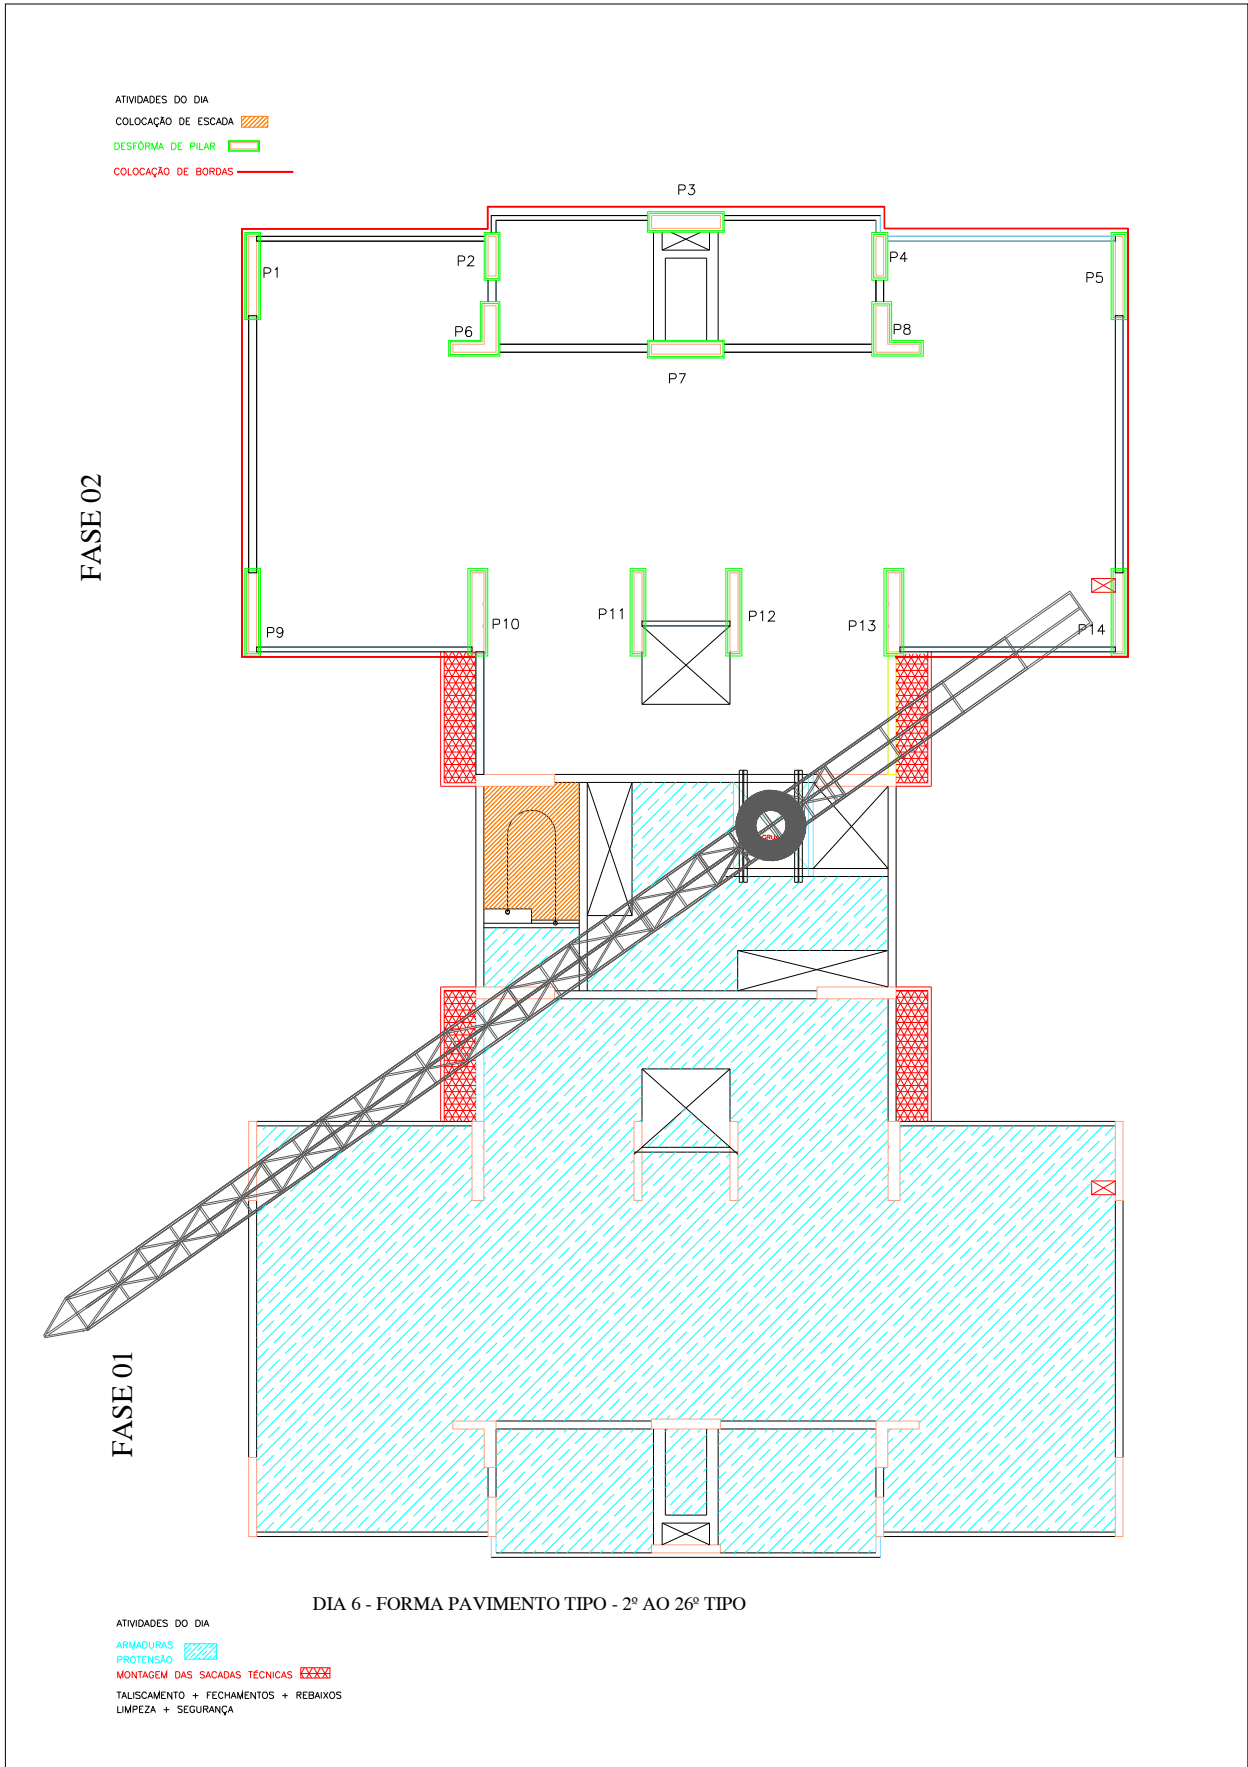 ATIVIDADES DO DIA
COLOCAÇÃO DE ESCADA
DESFORMA DE PILAR
COLOCAÇÃO DE BORDAS
P3
P1
P2
P4
P5
P6
P8
P7
FASE 02
P9
P10
P11
P12
P13
P14
FASE 01
DIA 6 - FORMA PAVIMENTO TIPO - 2º AO 26º TIPO
ATIVIDADES DO DIA
ARMADURAS
PROTENSÃO
MONTAGEM DAS SACADAS TÉCNICAS
TALISCAMENTO + FECHAMENTOS + REBAIXOS
LIMPEZA + SEGURANÇA